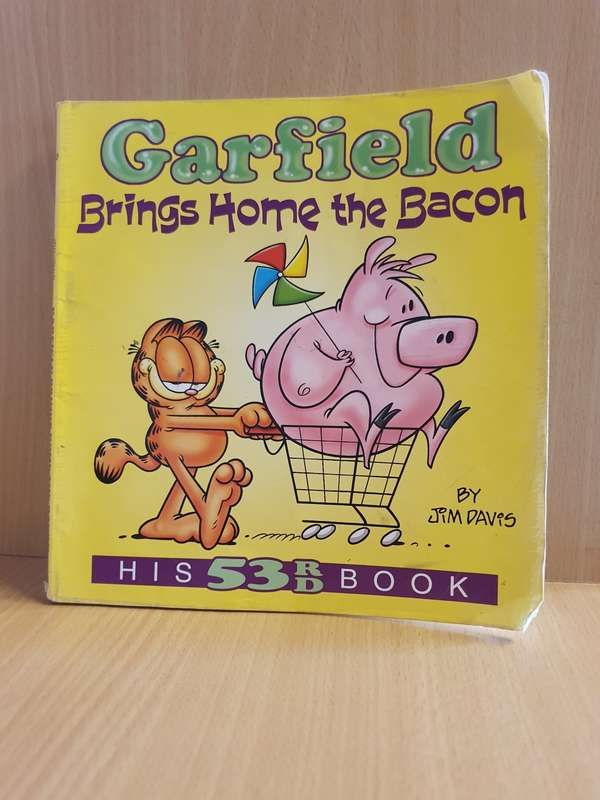 Garfield
Brings Home the Bacon
BY
JIM DAVIS
HIS 53RD BOOK